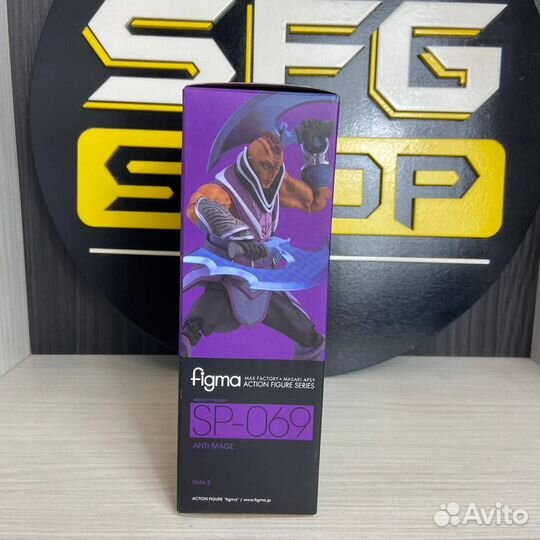 SFG
SHOP
figma
MAX FACTORY × MASAKI APSY
ACTION FIGURE SERIES
SP-069
ANTI-MAGE
Dota 2
ACTION FIGURE "figma" / www.figma.jp
Avito